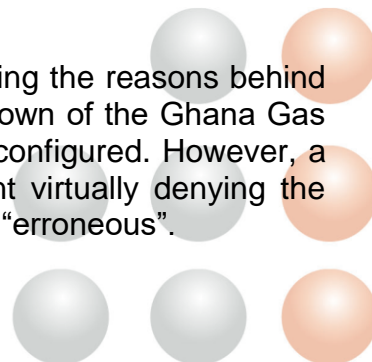 ing the reasons behind
own of the Ghana Gas
configured. However, a
nt virtually denying the
“erroneous”.